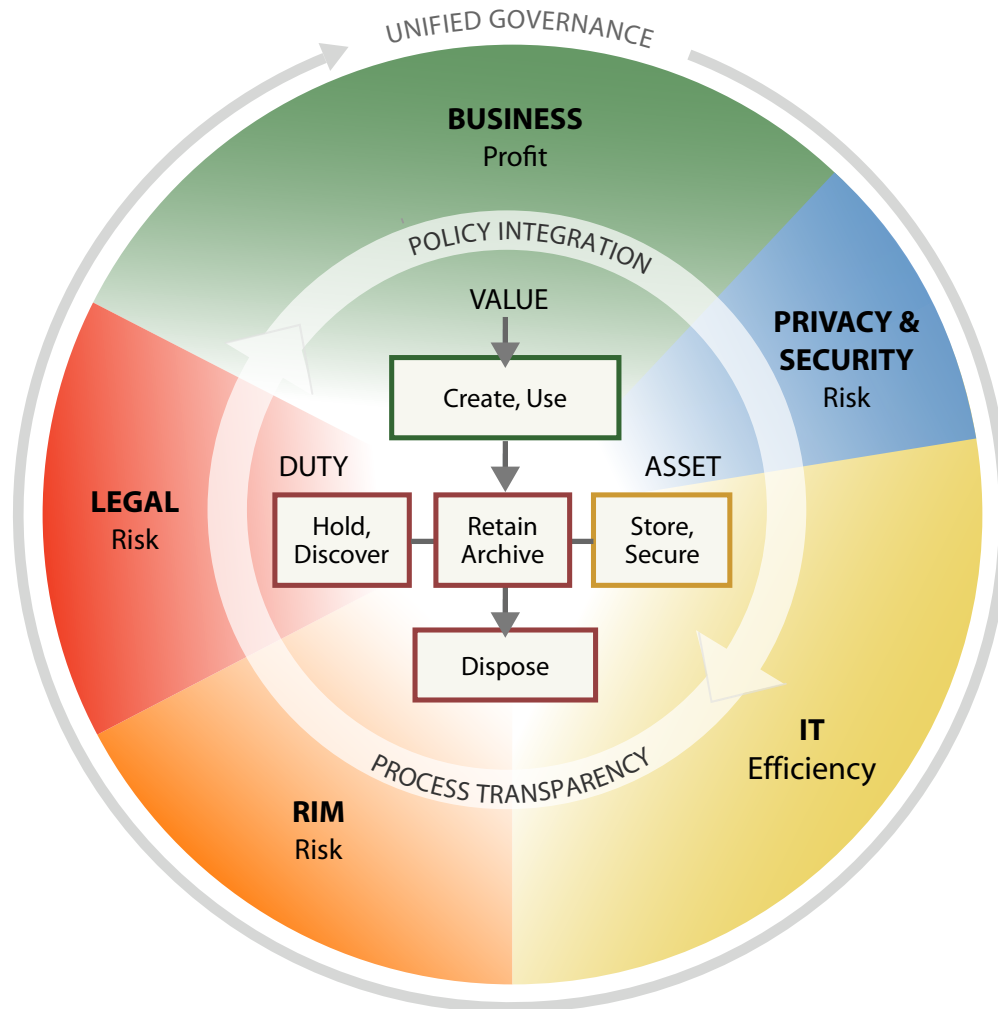 UNIFIED GOVERNANCE
BUSINESS
Profit
POLICY INTEGRATION
VALUE
PRIVACY &
SECURITY
Risk
Create, Use
DUTY
ASSET
LEGAL
Risk
Hold,
Discover
Retain
Archive
Store,
Secure
Dispose
IT
Efficiency
PROCESS TRANSPARENCY
RIM
Risk